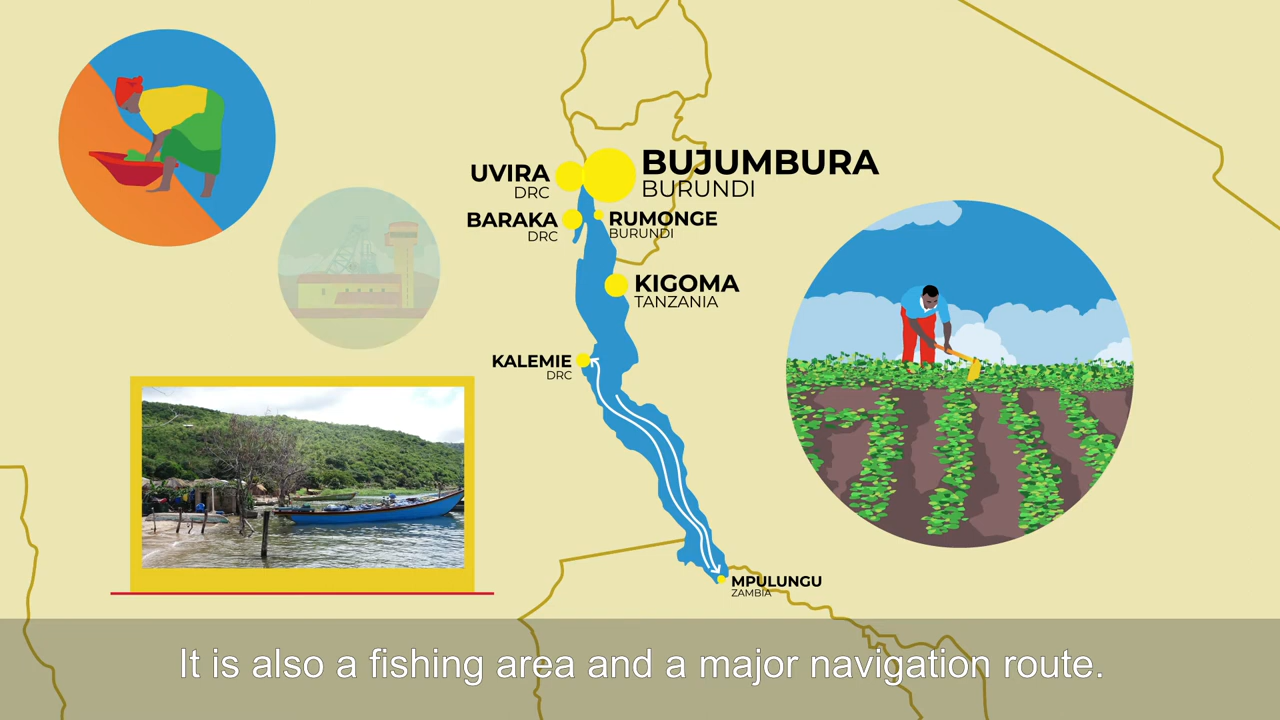 UVIRA
DRC
BUJUMBURA
BURUNDI
BARAKA
DRC
RUMONGE
BURUNDI
KIGOMA
TANZANIA
KALEMIE
DRC
MPULUNGU
ZAMBIA
It is also a fishing area and a major navigation route.